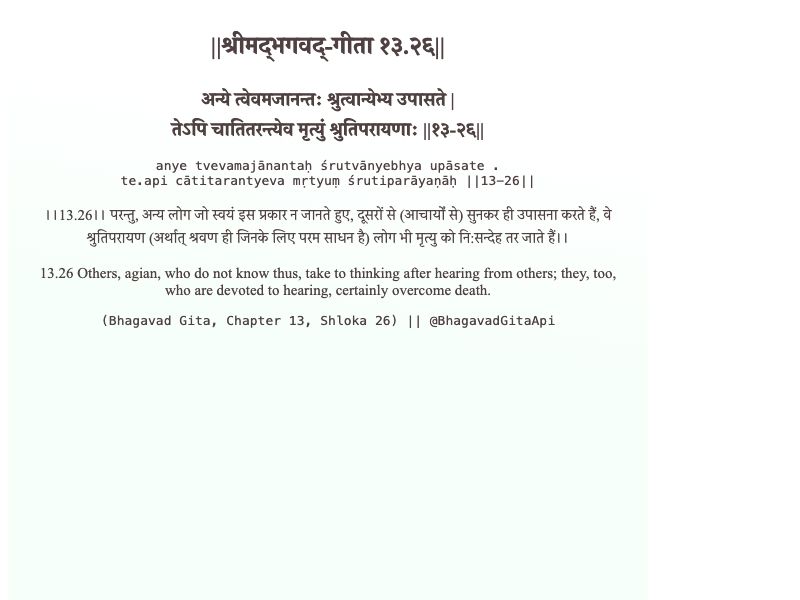 ||श्रीमद्भगवद्-गीता १३.२६||
अन्ये त्वेवमजानन्तः श्रुत्वान्येभ्य उपासते |
तेऽपि चातितरन्त्येव मृत्युं श्रुतिपरायणाः ||१३-२६||
anye tvevamajānantaḥ śrutvānyebhya upāsate .
te.api cātitarantyeva mṛtyuṃ śrutiparāyaṇāḥ ||13-26||
।।13.26।। परन्तु, अन्य लोग जो स्वयं इस प्रकार न जानते हुए, दूसरों से (आचार्यों से) सुनकर ही उपासना करते हैं, वे
श्रुतिपरायण (अर्थात् श्रवण ही जिनके लिए परम साधन है) लोग भी मृत्यु को नि:सन्देह तर जाते हैं।।
13.26 Others, agian, who do not know thus, take to thinking after hearing from others; they, too,
who are devoted to hearing, certainly overcome death.
(Bhagavad Gita, Chapter 13, Shloka 26) || @BhagavadGitaApi